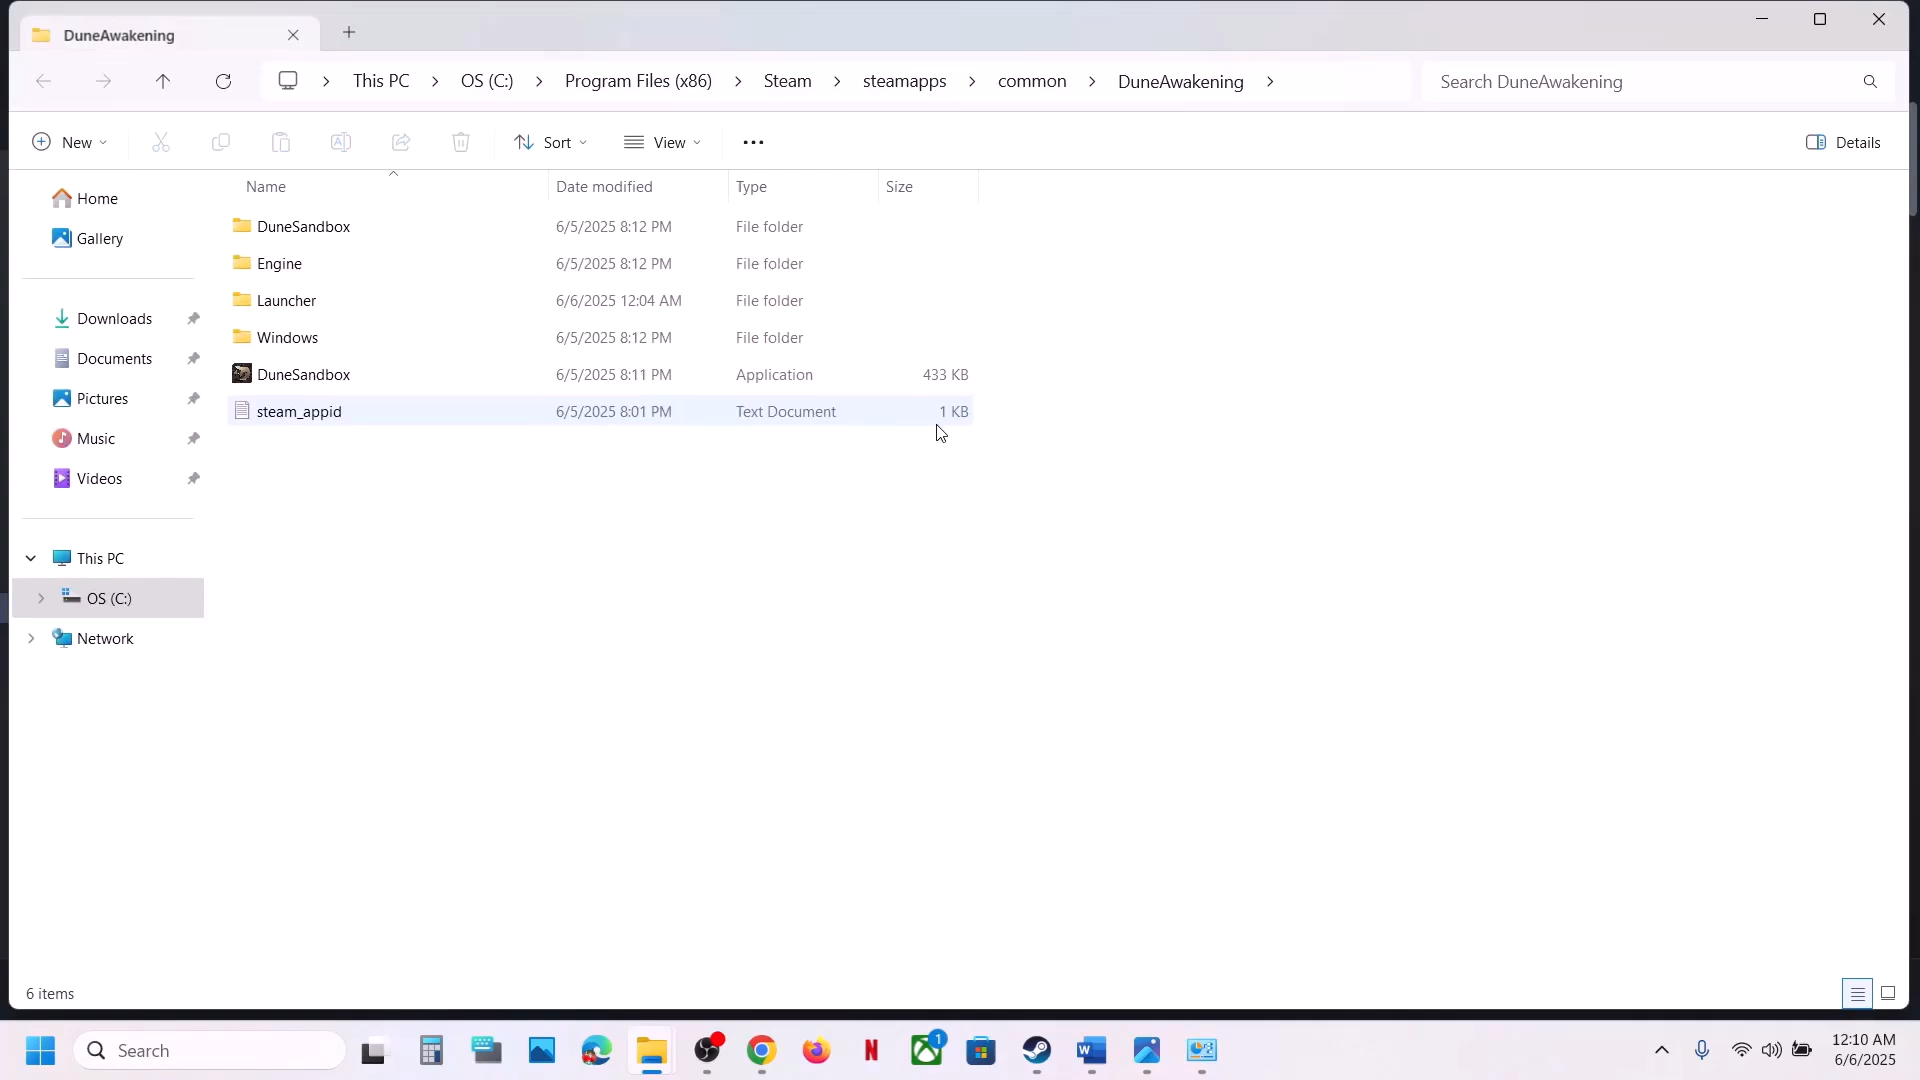 DuneAwakening
This PC OS (C:) Program Files (x86) Steam steamapps common DuneAwakening
Search DuneAwakening
New Sort View ••• Details
Name Date modified Type Size
Home
Gallery
Downloads
Documents
Pictures
Music
Videos
This PC
OS (C:)
Network
DuneSandbox 6/5/2025 8:12 PM File folder
Engine 6/5/2025 8:12 PM File folder
Launcher 6/6/2025 12:04 AM File folder
Windows 6/5/2025 8:12 PM File folder
DuneSandbox 6/5/2025 8:11 PM Application 433 KB
steam_appid 6/5/2025 8:01 PM Text Document 1 KB
6 items
Search
1
12:10 AM
6/6/2025